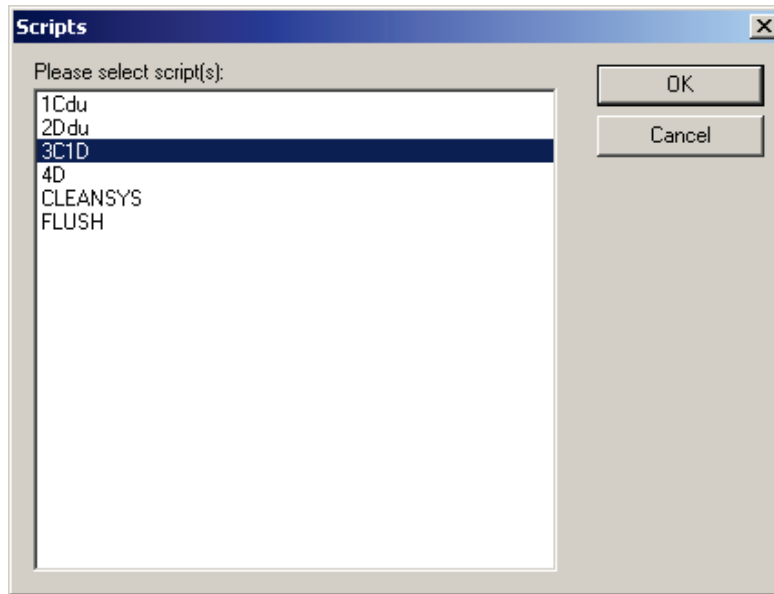 Scripts
Please select script(s):
OK
Cancel
1Cdu
2Ddu
3C1D
4D
CLEANSYS
FLUSH